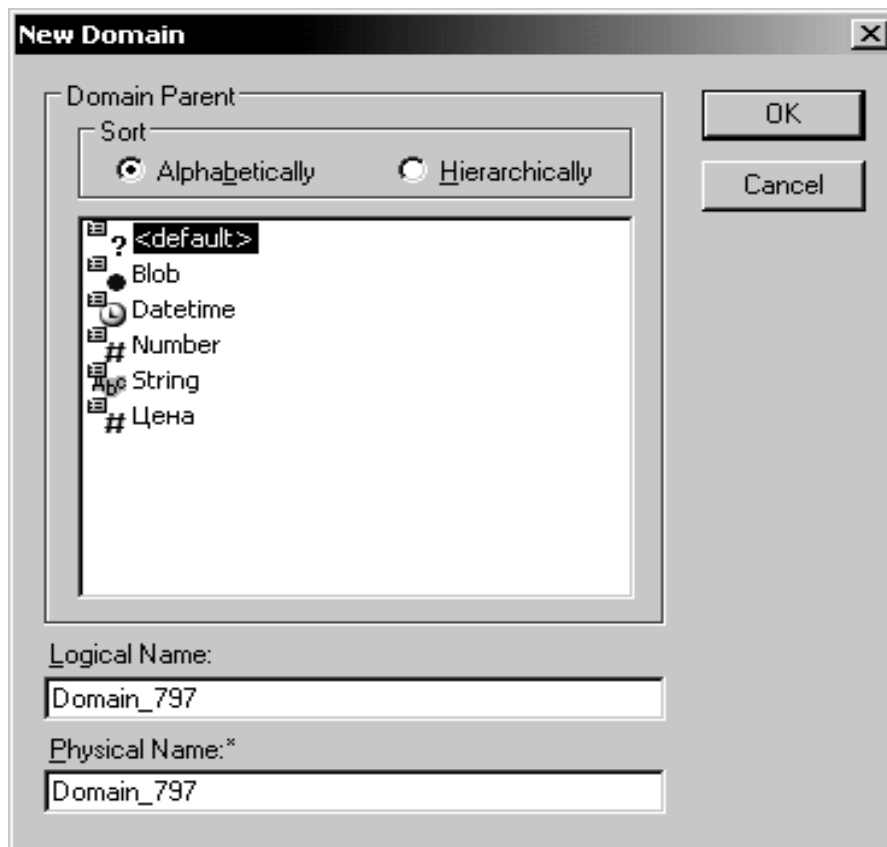 New Domain
Domain Parent
Sort
Alphabetically Hierarchically
OK
Cancel
<default>
Blob
Datetime
Number
String
Цена
Logical Name:
Domain_797
Physical Name:*
Domain_797